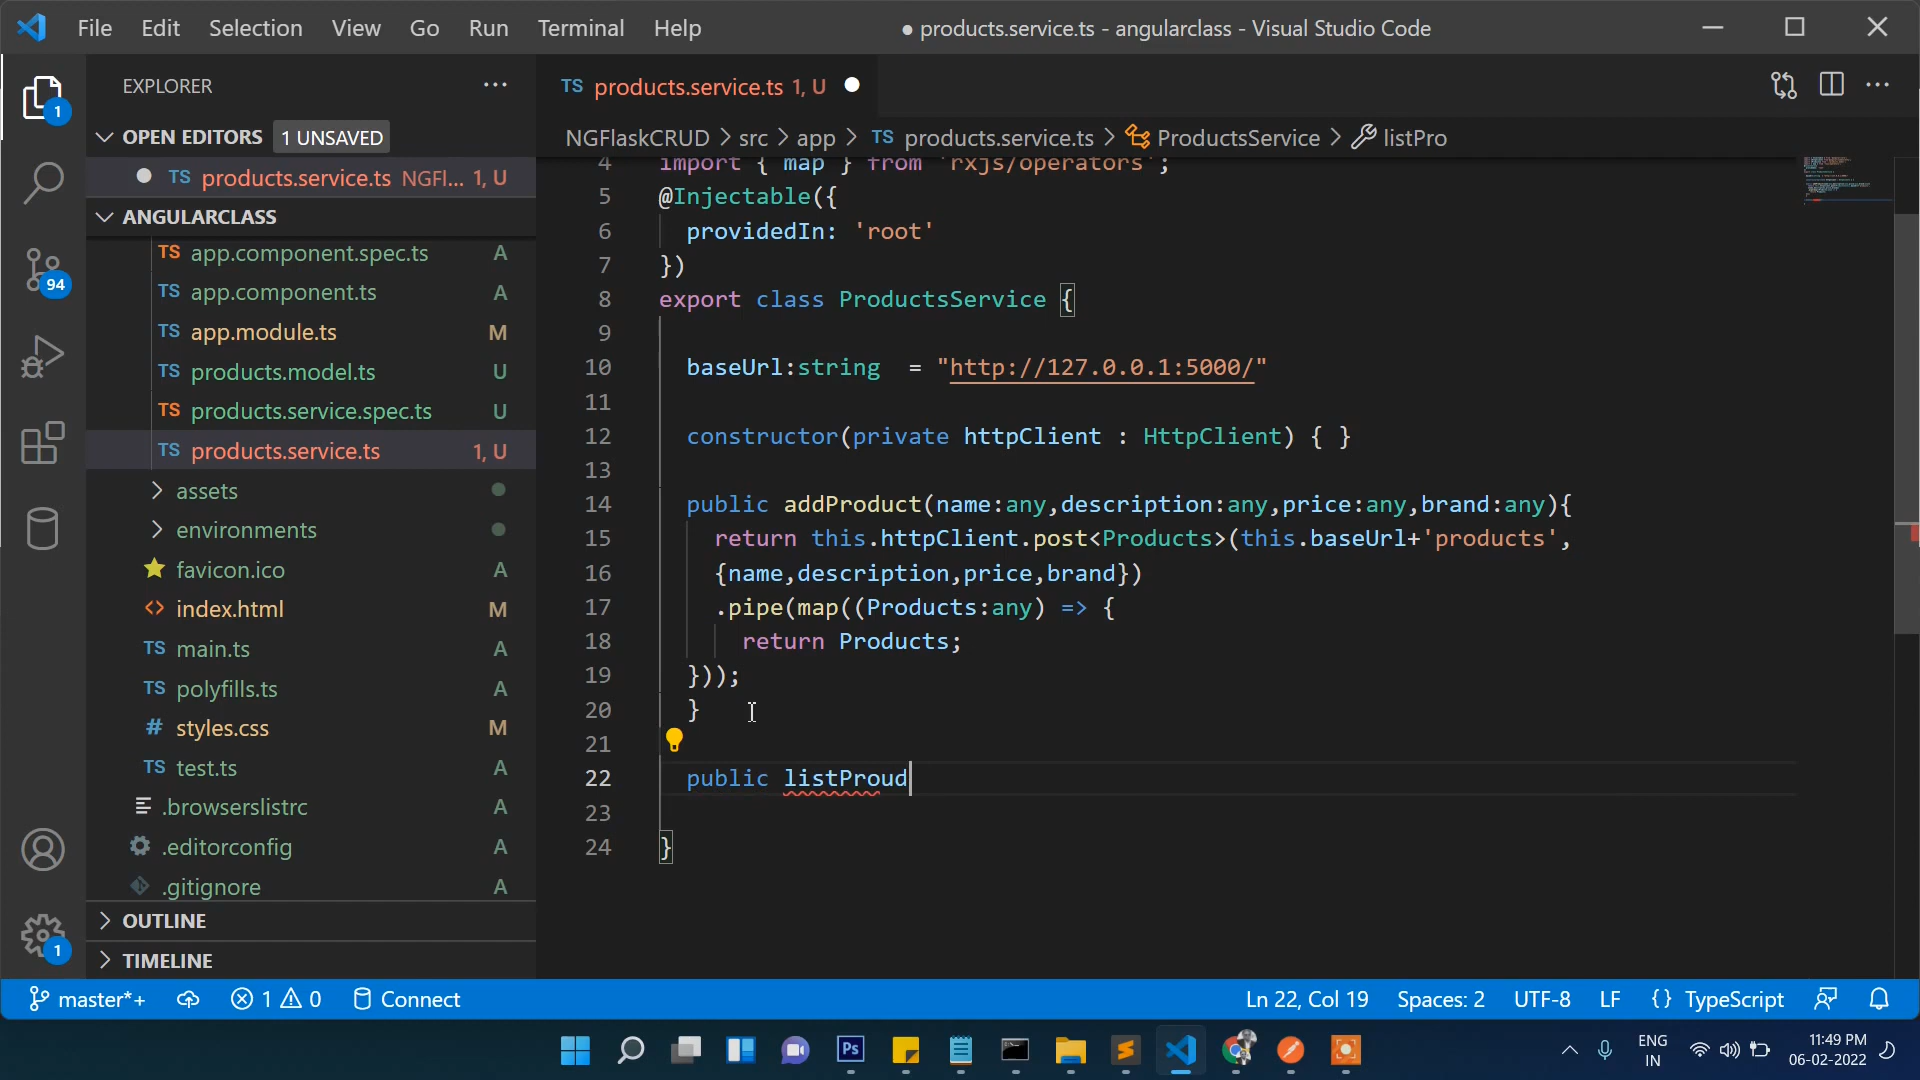 File Edit Selection View Go Run Terminal Help
● products.service.ts - angularclass - Visual Studio Code
EXPLORER
TS products.service.ts 1, U
OPEN EDITORS 1 UNSAVED
NGFlaskCRUD > src > app > TS products.service.ts > ProductsService > listPro
TS products.service.ts NGFl... 1, U
ANGULARCLASS
TS app.component.spec.ts A
TS app.component.ts A
TS app.module.ts M
TS products.model.ts U
TS products.service.spec.ts U
TS products.service.ts 1, U
assets
environments
favicon.ico A
index.html M
TS main.ts A
TS polyfills.ts A
# styles.css M
TS test.ts A
.browserslistrc A
.editorconfig A
.gitignore A
OUTLINE
TIMELINE
1
94
1
4 import { map } from 'rxjs/operators';
5 @Injectable({
6 providedIn: 'root'
7 })
8 export class ProductsService {
9
10 baseUrl:string = "http://127.0.0.1:5000/"
11
12 constructor(private httpClient : HttpClient) { }
13
14 public addProduct(name:any,description:any,price:any,brand:any){
15 return this.httpClient.post<Products>(this.baseUrl+'products',
16 {name,description,price,brand})
17 .pipe(map((Products:any) => {
18 return Products;
19 }));
20 }
21
22 public listProud
23
24 }
master*+ 1 0 Connect
Ln 22, Col 19 Spaces: 2 UTF-8 LF {} TypeScript
Ps
ENG
IN
11:49 PM
06-02-2022